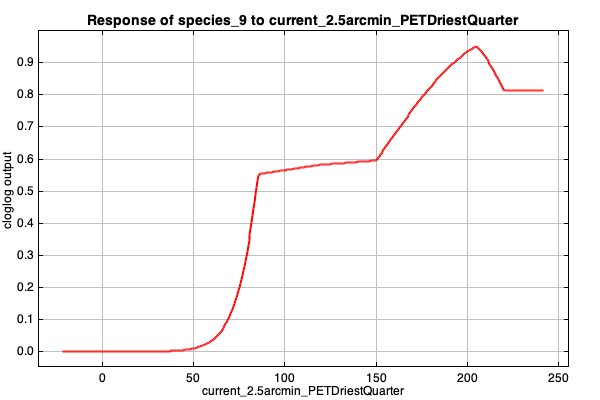 Response of species_9 to current_2.5arcmin_PETDriestQuarter
cloglog output
0.9
0.8
0.7
0.6
0.5
0.4
0.3
0.2
0.1
0.0
0 50 100 150 200 250
current_2.5arcmin_PETDriestQuarter